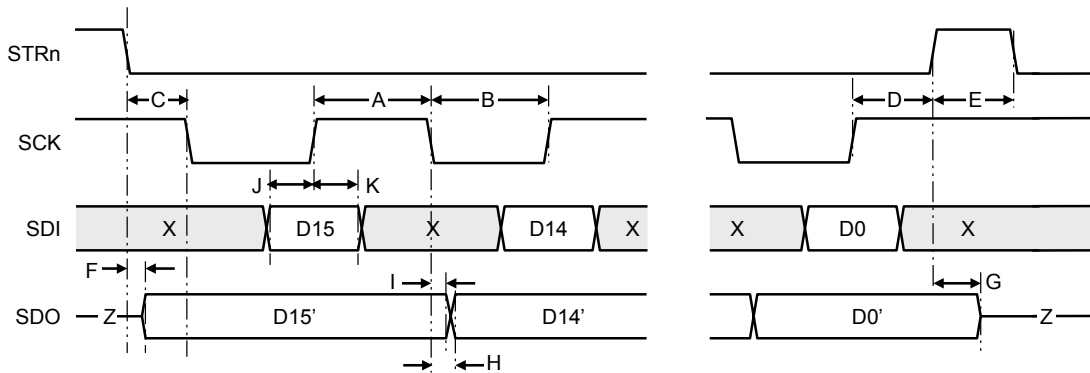 STRn
C A B D E
SCK
J K
SDI X D15 X D14 X X D0 X
F I G
SDO Z D15' D14' D0' Z
H